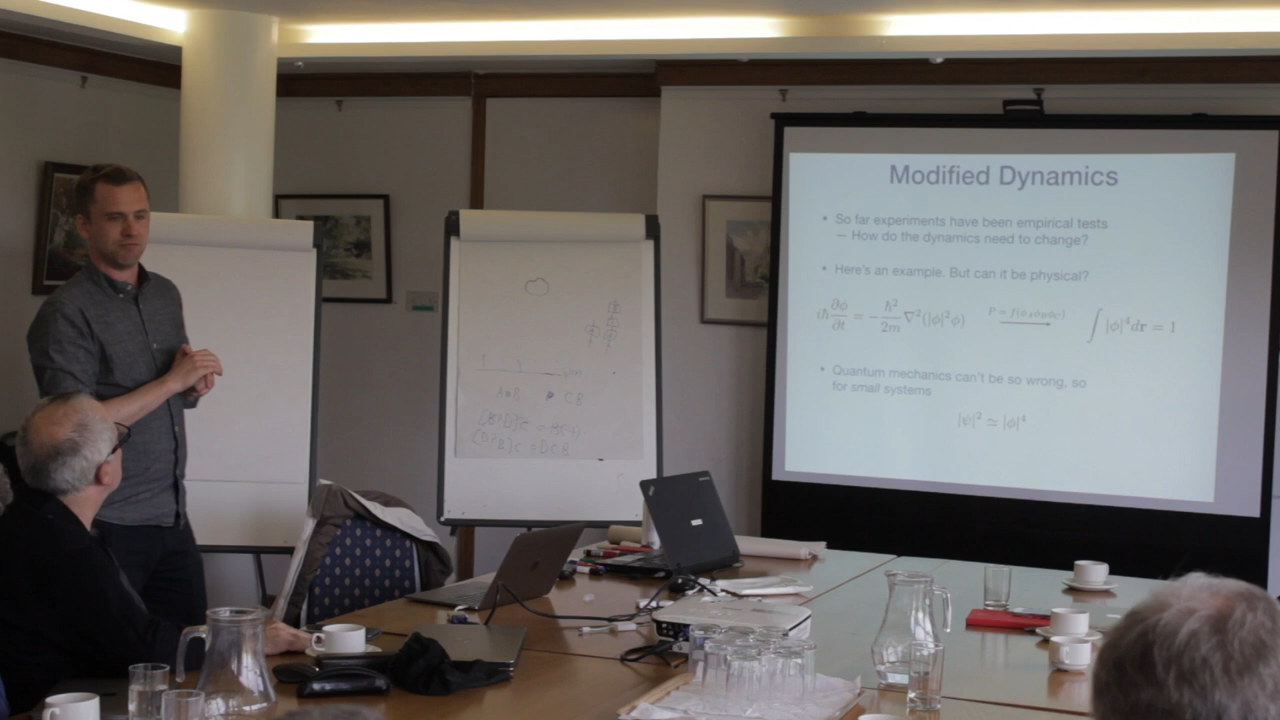 Modified Dynamics
• So far experiments have been empirical tests
– How do the dynamics need to change?
• Here's an example. But can it be physical?
iħ ∂φ/∂t = −ħ²/2m ∇²(|φ|²φ) ∫|φ|⁴dr = 1
• Quantum mechanics can't be so wrong, so
for small systems
|ψ|² ≃ |φ|⁴